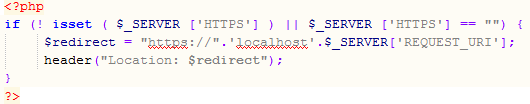 <?php
if (! isset ( $_SERVER ['HTTPS'] ) || $_SERVER ['HTTPS'] == "") {
$redirect = "https://".'localhost'.$_SERVER['REQUEST_URI'];
header("Location: $redirect");
}
?>